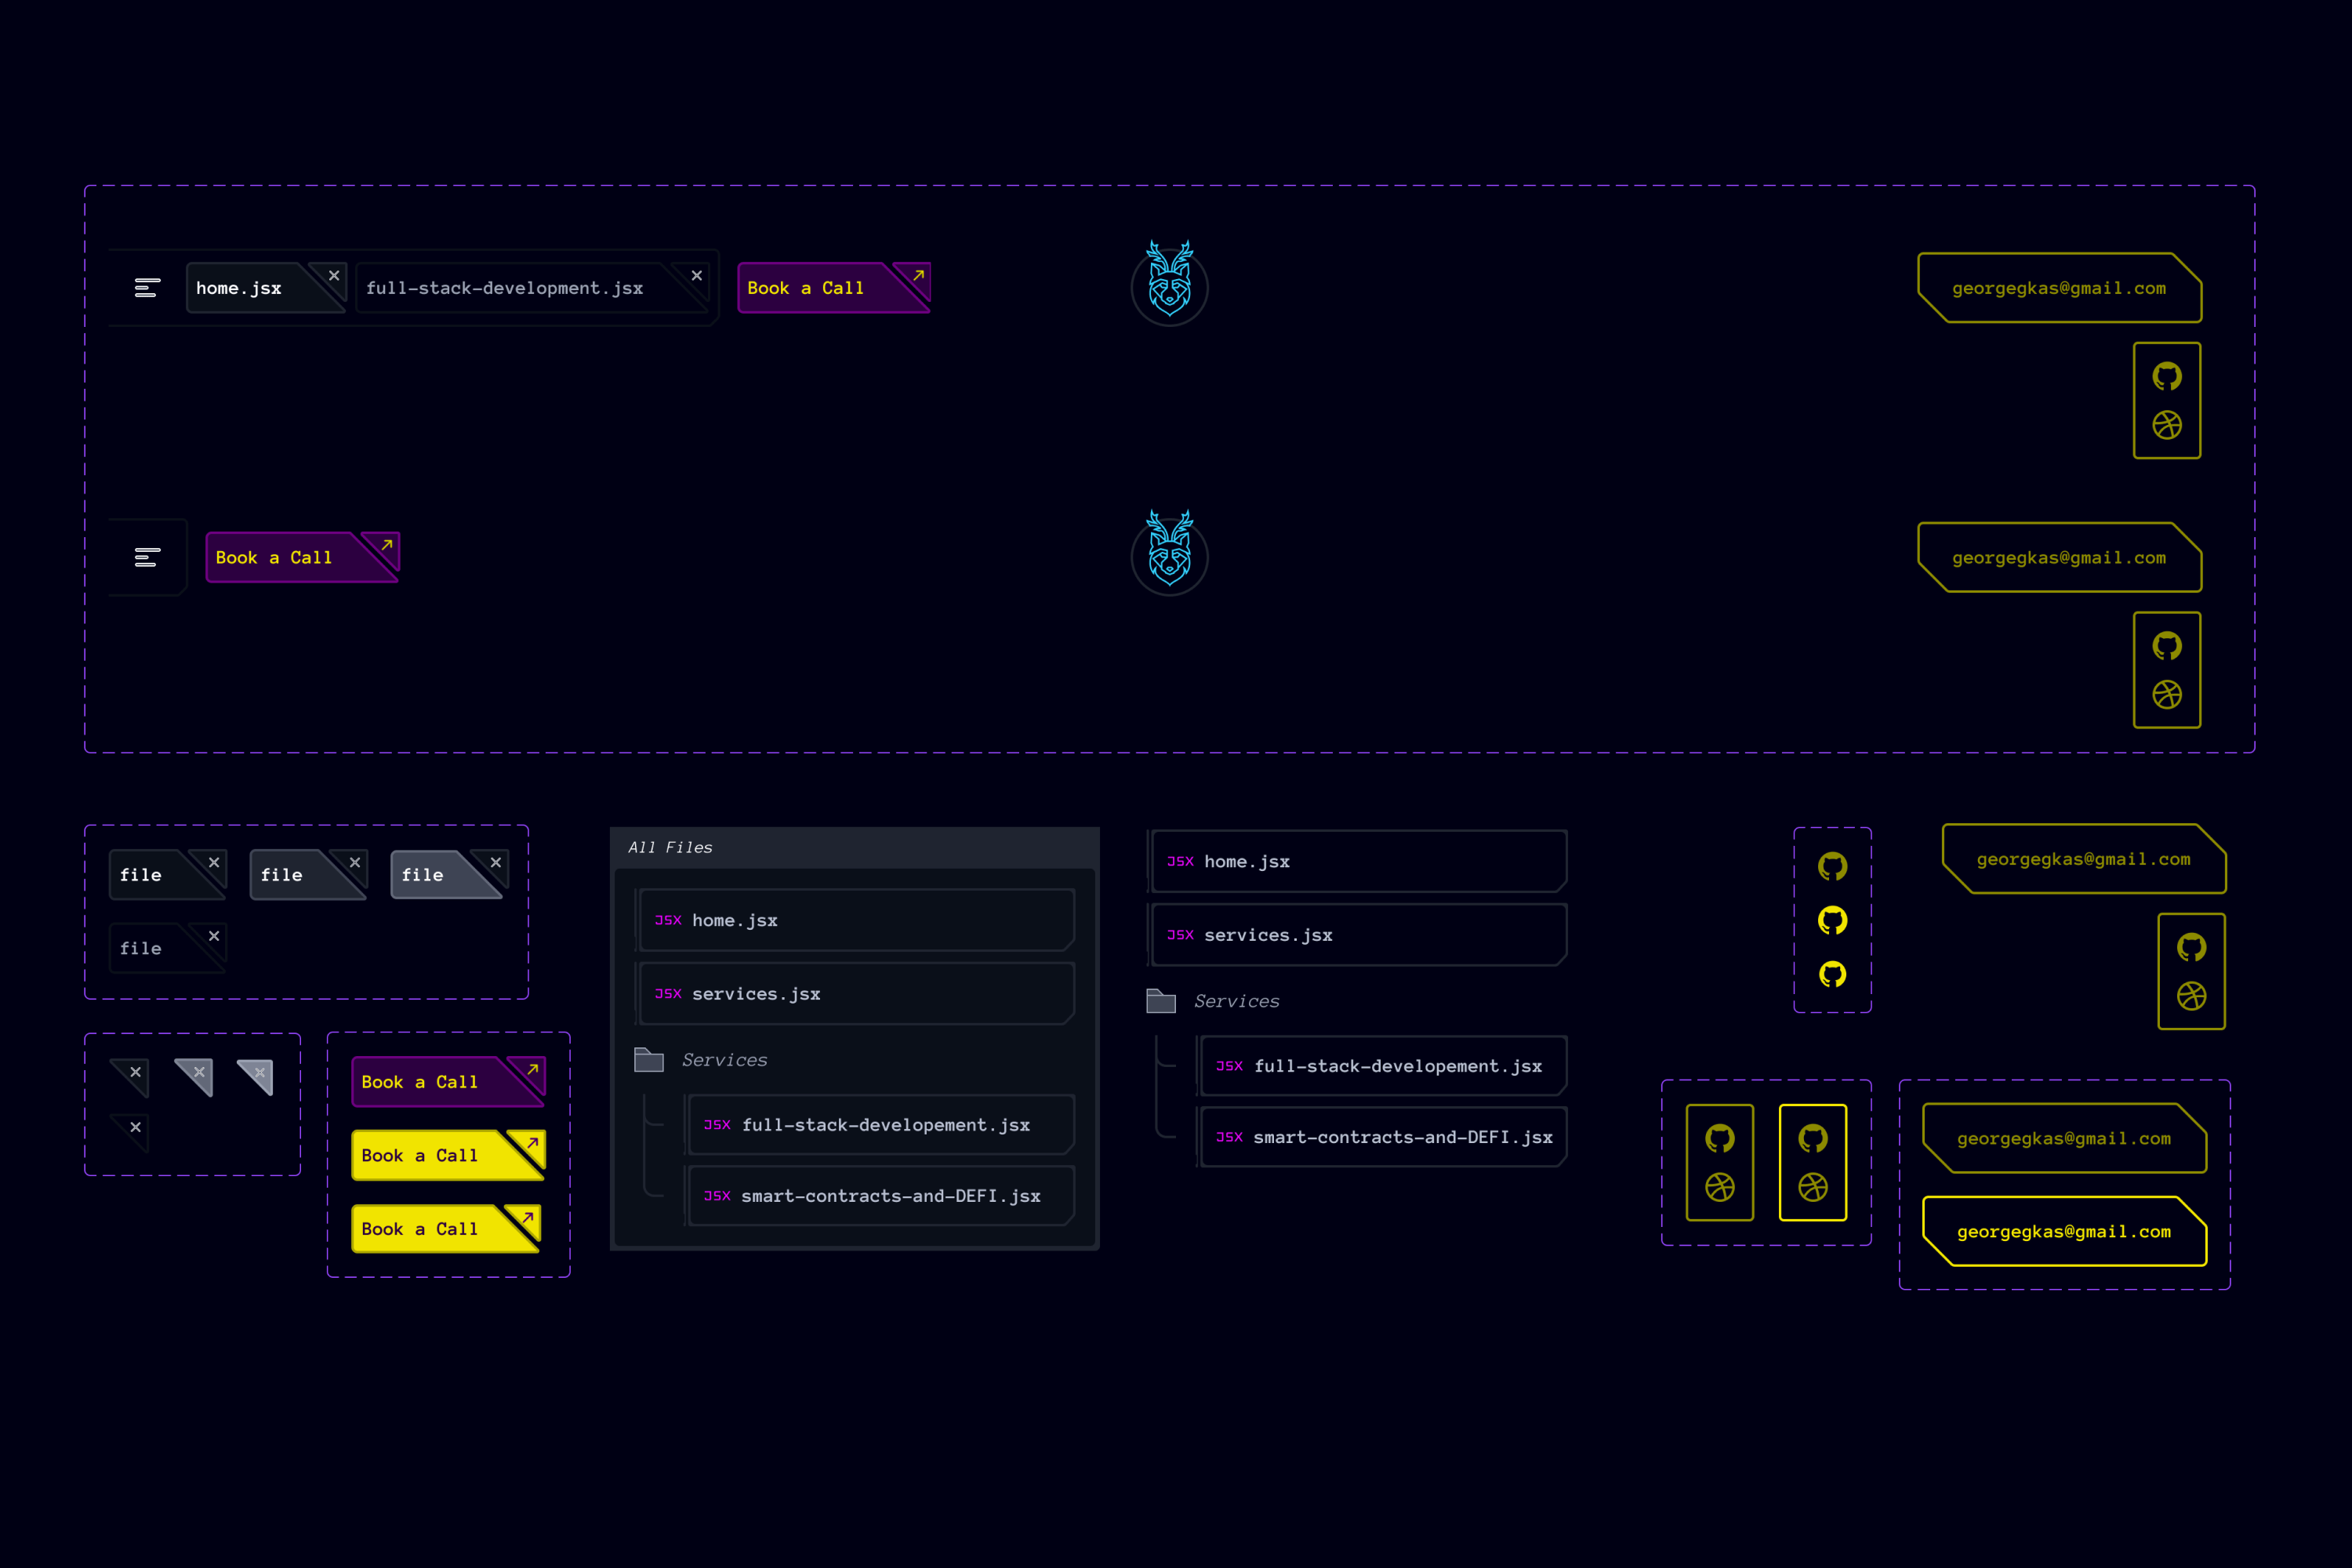 home.jsx
full-stack-development.jsx
Book a Call
georgegkas@gmail.com
Book a Call
georgegkas@gmail.com
file
file
file
file
Book a Call
Book a Call
Book a Call
All Files
JSX home.jsx
JSX services.jsx
Services
JSX full-stack-developement.jsx
JSX smart-contracts-and-DEFI.jsx
JSX home.jsx
JSX services.jsx
Services
JSX full-stack-developement.jsx
JSX smart-contracts-and-DEFI.jsx
georgegkas@gmail.com
georgegkas@gmail.com
georgegkas@gmail.com